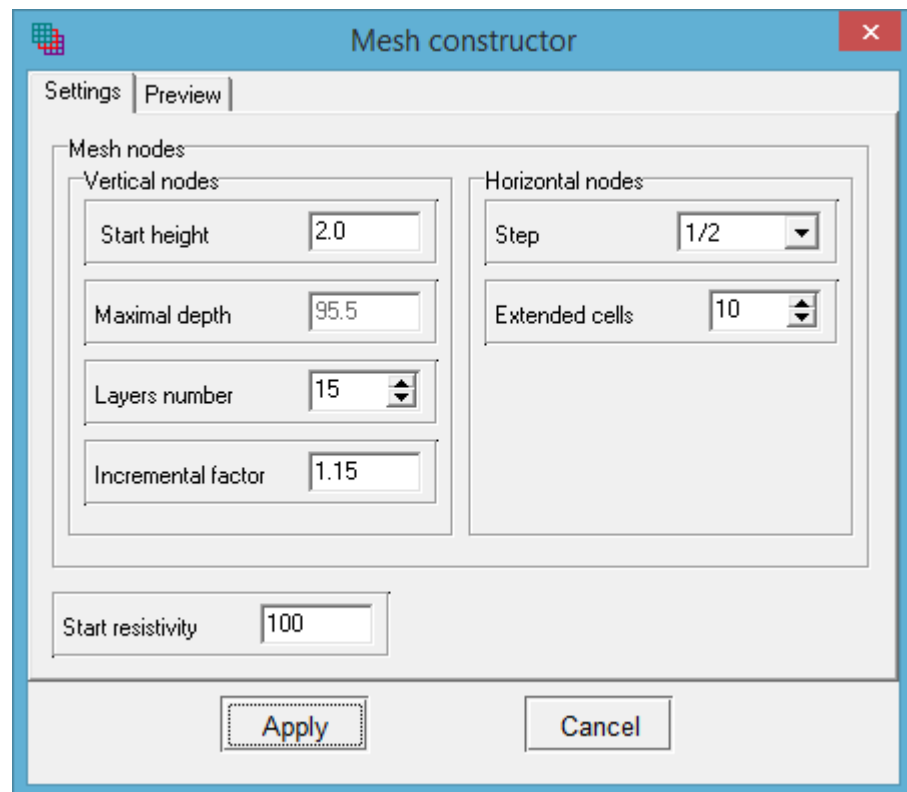 Mesh constructor
Settings Preview
Mesh nodes
Vertical nodes
Start height 2.0
Maximal depth 95.5
Layers number 15
Incremental factor 1.15
Horizontal nodes
Step 1/2
Extended cells 10
Start resistivity 100
Apply Cancel